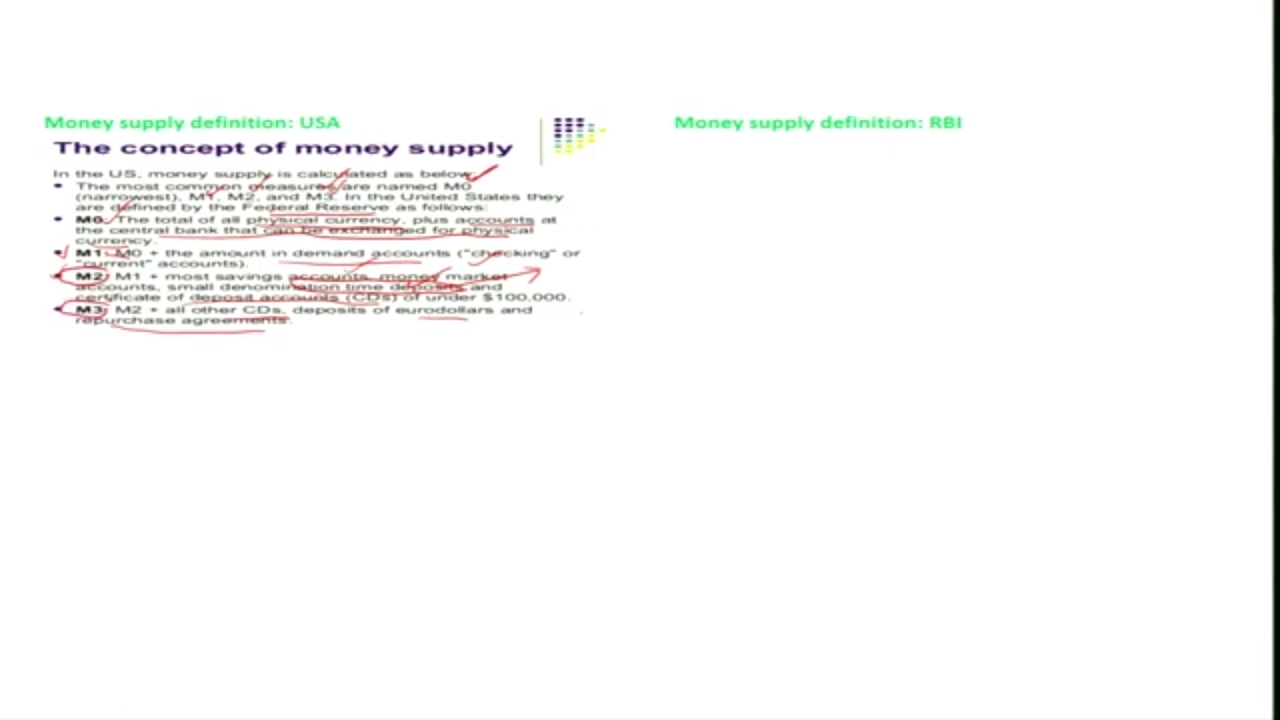 Money supply definition: USA
Money supply definition: RBI
The concept of money supply
In the US, money supply is calculated as below:
• The most common measures are named M0
(narrowest), M1, M2, and M3. In the United States they
are defined by the Federal Reserve as follows:
• M0: The total of all physical currency, plus accounts at
the central bank that can be exchanged for physical
currency.
• M1: M0 + the amount in demand accounts ("checking" or
"current" accounts).
• M2: M1 + most savings accounts, money market
accounts, small denomination time deposits and
certificate of deposit accounts (CDs) of under $100,000.
• M3: M2 + all other CDs, deposits of eurodollars and
repurchase agreements.